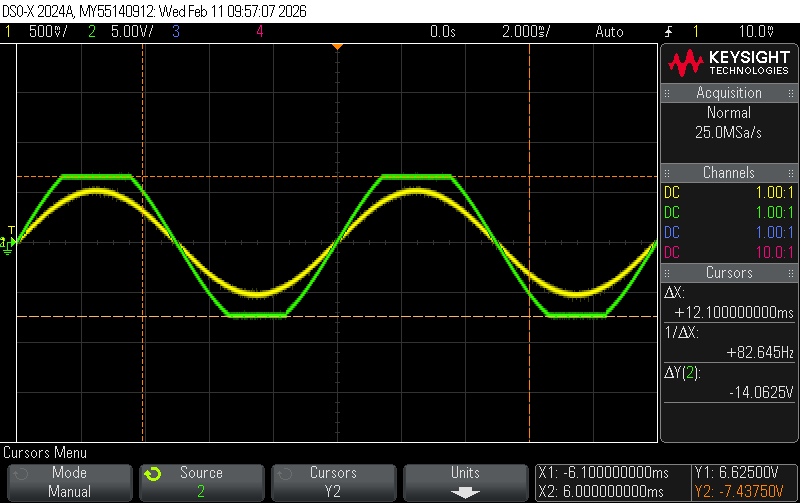 DSO-X 2024A, MY55140912: Wed Feb 11 09:57:07 2026
1 500mV/ 2 5.00V/ 3 4 0.0s 2.000ms/ Auto 1 10.0mV
KEYSIGHT
TECHNOLOGIES
Acquisition
Normal
25.0MSa/s
Channels
DC 1.00:1
DC 1.00:1
DC 1.00:1
DC 10.0:1
Cursors
ΔX:
+12.100000000ms
1/ΔX:
+82.645Hz
ΔY(2):
-14.0625V
T
2
Cursors Menu
Mode
Manual
Source
2
Cursors
Y2
Units
X1: -6.100000000ms
X2: 6.000000000ms
Y1: 6.62500V
Y2: -7.43750V